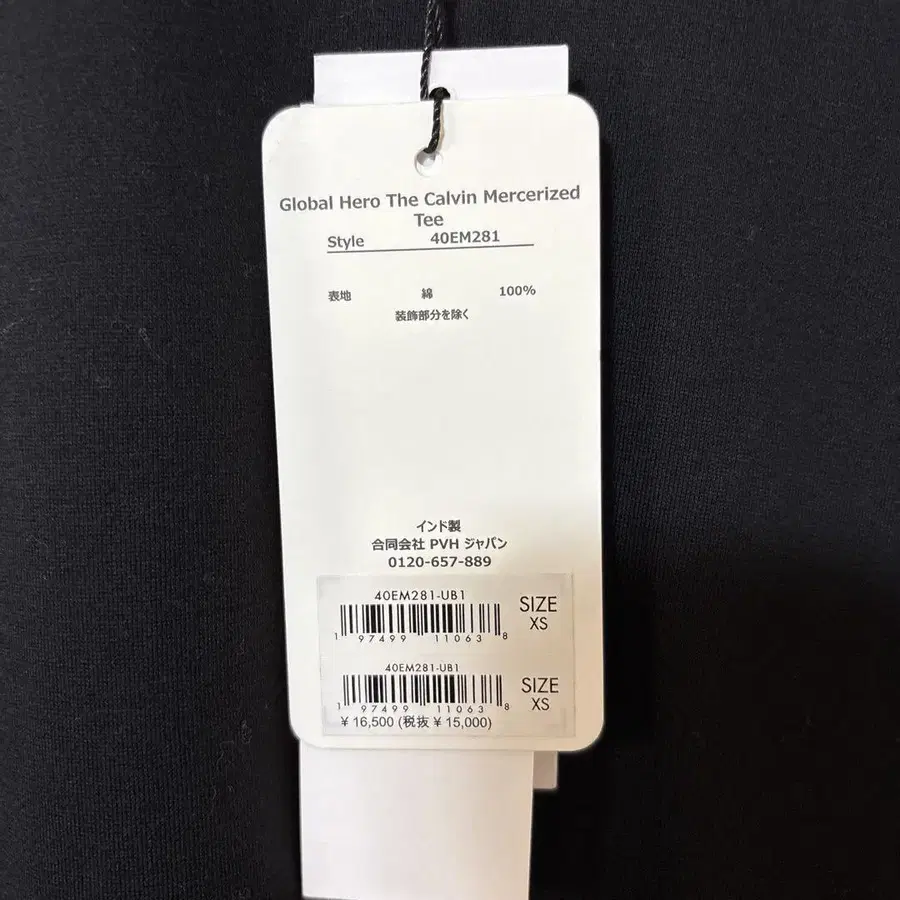 Global Hero The Calvin Mercerized
Tee
Style 40EM281
表地 綿 100%
装飾部分を除く
インド製
合同会社 PVH ジャパン
0120-657-889
40EM281-UB1
SIZE
XS
1 97499 11063 8
40EM281-UB1
SIZE
XS
1 97499 11063 8
¥ 16,500 (税抜 ¥ 15,000)